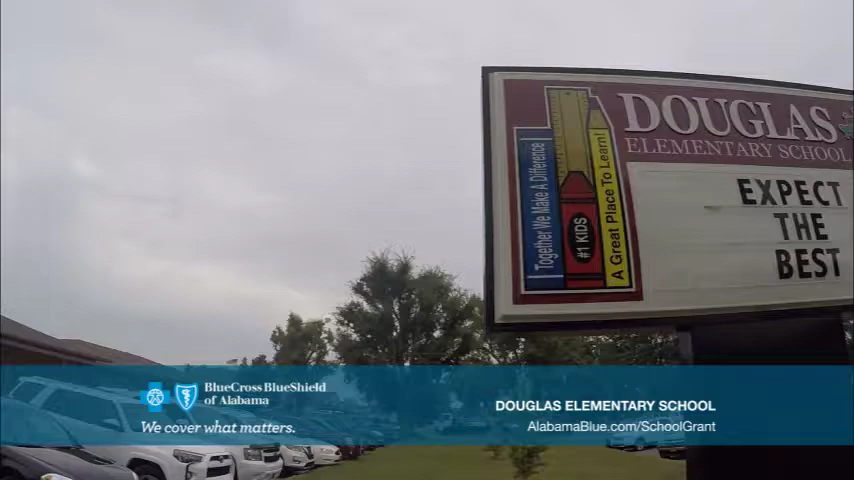 DOUGLAS
ELEMENTARY SCHOOL
Together We Make A Difference
#1 KIDS
A Great Place To Learn!
EXPECT
THE
BEST
BlueCross BlueShield
of Alabama
We cover what matters.
DOUGLAS ELEMENTARY SCHOOL
AlabamaBlue.com/SchoolGrant